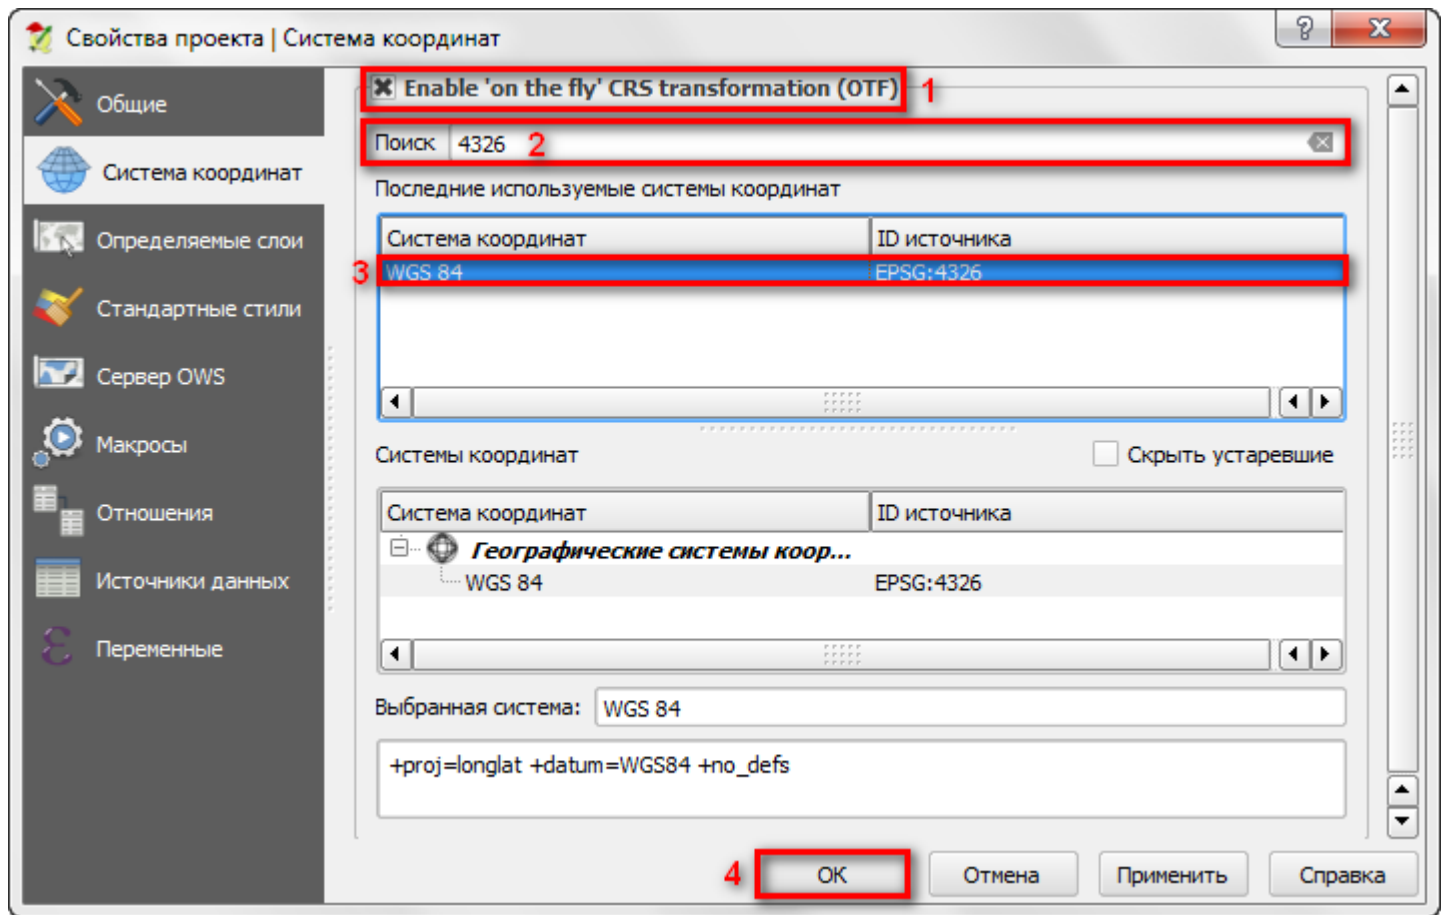 Свойства проекта | Система координат
Общие
Система координат
Определяемые слои
Стандартные стили
Сервер OWS
Макросы
Отношения
Источники данных
Переменные
Enable 'on the fly' CRS transformation (OTF) 1
Поиск 4326 2
Последние используемые системы координат
Система координат ID источника
3 WGS 84 EPSG:4326
Системы координат Скрыть устаревшие
Система координат ID источника
Географические системы коор...
WGS 84 EPSG:4326
Выбранная система: WGS 84
+proj=longlat +datum=WGS84 +no_defs
4 ОК Отмена Применить Справка